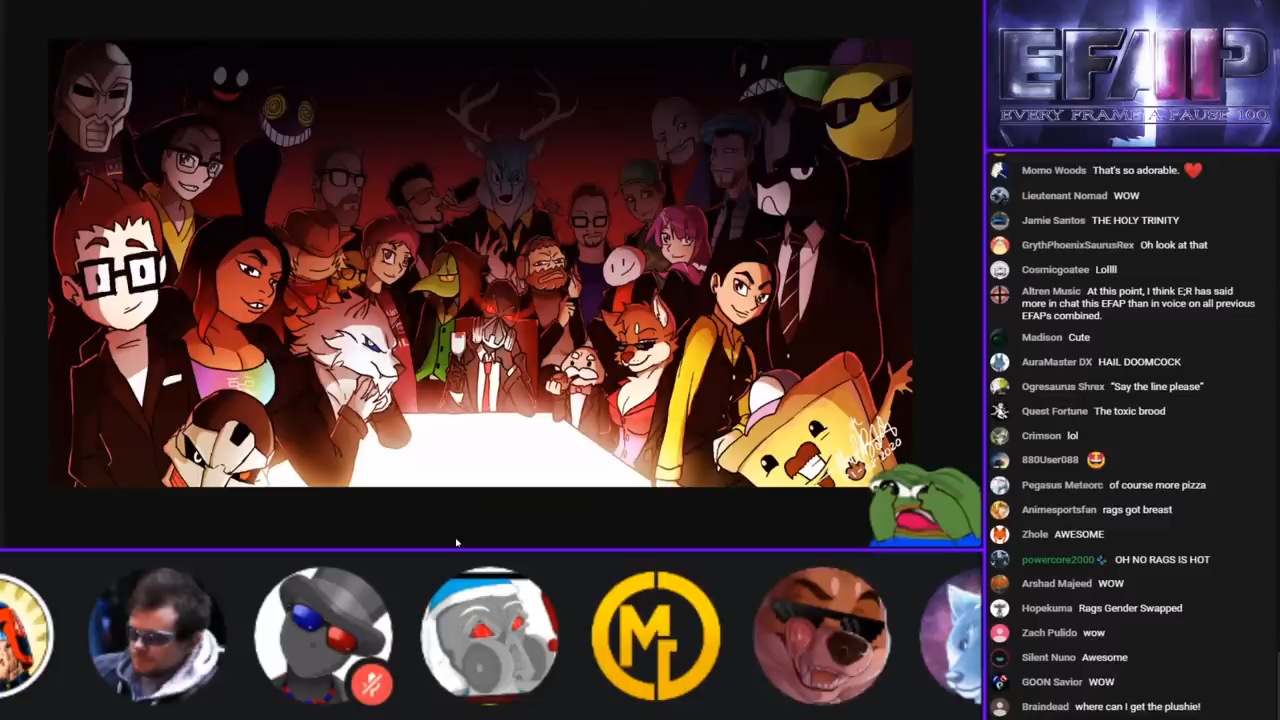 EFAP
EVERY FRAME A PAUSE 100
Momo Woods That's so adorable.
Lieutenant Nomad WOW
Jamie Santos THE HOLY TRINITY
GrythPhoenixSaurusRex Oh look at that
Cosmicgoatee Lollll
Altren Music At this point, I think E;R has said
more in chat this EFAP than in voice on all previous
EFAPs combined.
Madison Cute
AuraMaster DX HAIL DOOMCOCK
Ogresaurus Shrex “Say the line please”
Quest Fortune The toxic brood
Crimson lol
880User088
Pegasus Meteorc of course more pizza
Animesportsfan rags got breast
Zhole AWESOME
powercore2000 OH NO RAGS IS HOT
Arshad Majeed WOW
Hopekuma Rags Gender Swapped
Zach Pulido wow
Silent Nuno Awesome
GOON Savior WOW
Braindead where can I get the plushie!
2020